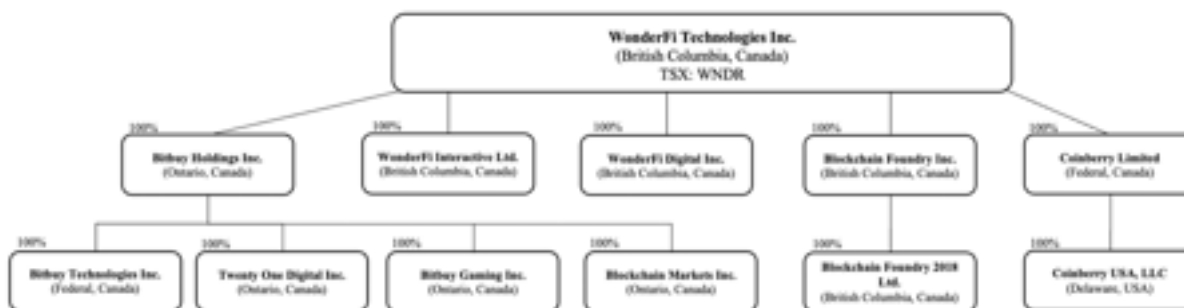 WonderFi Technologies Inc.
(British Columbia, Canada)
TSX: WNDR
100%
100%
100%
100%
100%
Bitbuy Holdings Inc.
(Ontario, Canada)
WonderFi Interactive Ltd.
(British Columbia, Canada)
WonderFi Digital Inc.
(British Columbia, Canada)
Blockchain Foundry Inc.
(British Columbia, Canada)
Coinberry Limited
(Federal, Canada)
100%
100%
100%
100%
100%
100%
Bitbuy Technologies Inc.
(Federal, Canada)
Twenty One Digital Inc.
(Ontario, Canada)
Bitbuy Gaming Inc.
(Ontario, Canada)
Blockchain Markets Inc.
(Ontario, Canada)
Blockchain Foundry 2018
Ltd.
(British Columbia, Canada)
Coinberry USA, LLC
(Delaware, USA)